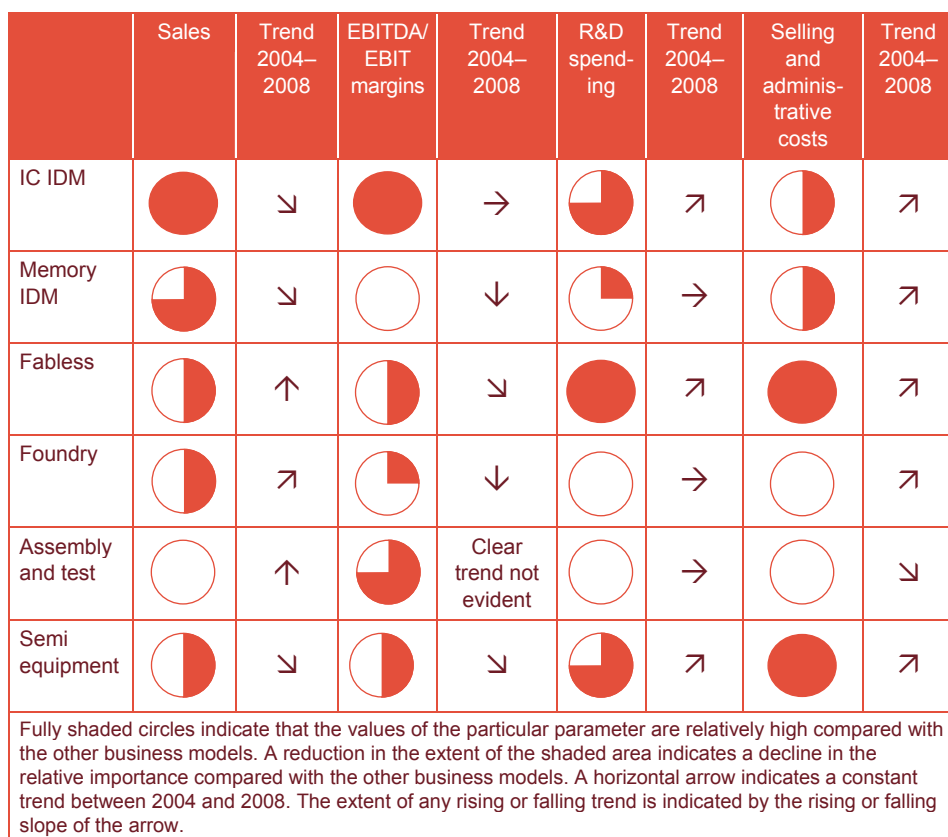 Sales
Trend
2004–
2008
EBITDA/
EBIT
margins
Trend
2004–
2008
R&D
spend-
ing
Trend
2004–
2008
Selling
and
adminis-
trative
costs
Trend
2004–
2008
IC IDM
↘ → ↗ ↗
Memory
IDM
↘ ↓ → ↗
Fabless
↑ ↘ ↗ ↗
Foundry
↗ ↓ → ↗
Assembly
and test
↑
Clear
trend not
evident
→ ↘
Semi
equipment
↘ ↘ ↗ ↗
Fully shaded circles indicate that the values of the particular parameter are relatively high compared with
the other business models. A reduction in the extent of the shaded area indicates a decline in the
relative importance compared with the other business models. A horizontal arrow indicates a constant
trend between 2004 and 2008. The extent of any rising or falling trend is indicated by the rising or falling
slope of the arrow.